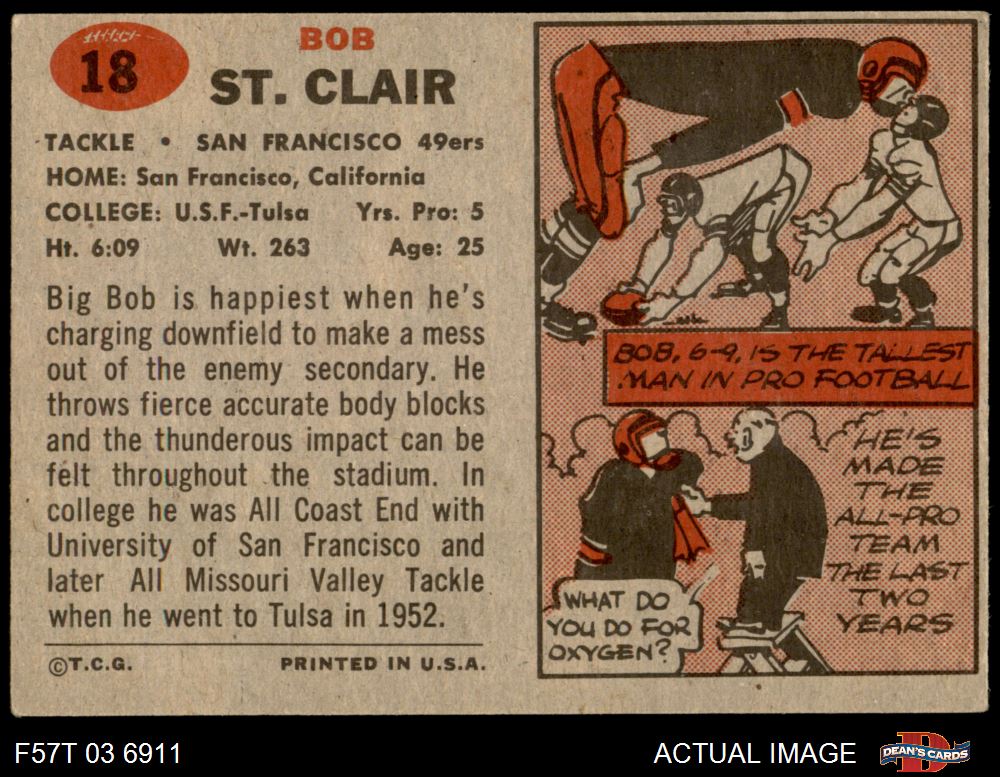 18
BOB
ST. CLAIR
TACKLE • SAN FRANCISCO 49ers
HOME: San Francisco, California
COLLEGE: U.S.F.-Tulsa Yrs. Pro: 5
Ht. 6:09 Wt. 263 Age: 25
Big Bob is happiest when he's
charging downfield to make a mess
out of the enemy secondary. He
throws fierce accurate body blocks
and the thunderous impact can be
felt throughout the stadium. In
college he was All Coast End with
University of San Francisco and
later All Missouri Valley Tackle
when he went to Tulsa in 1952.
©T.C.G. PRINTED IN U.S.A.
BOB, 6-9, IS THE TALLEST
MAN IN PRO FOOTBALL
HE'S
MADE
THE
ALL-PRO
TEAM
THE LAST
TWO
YEARS
WHAT DO
YOU DO FOR
OXYGEN?
F57T 03 6911
ACTUAL IMAGE
DEAN'S CARDS